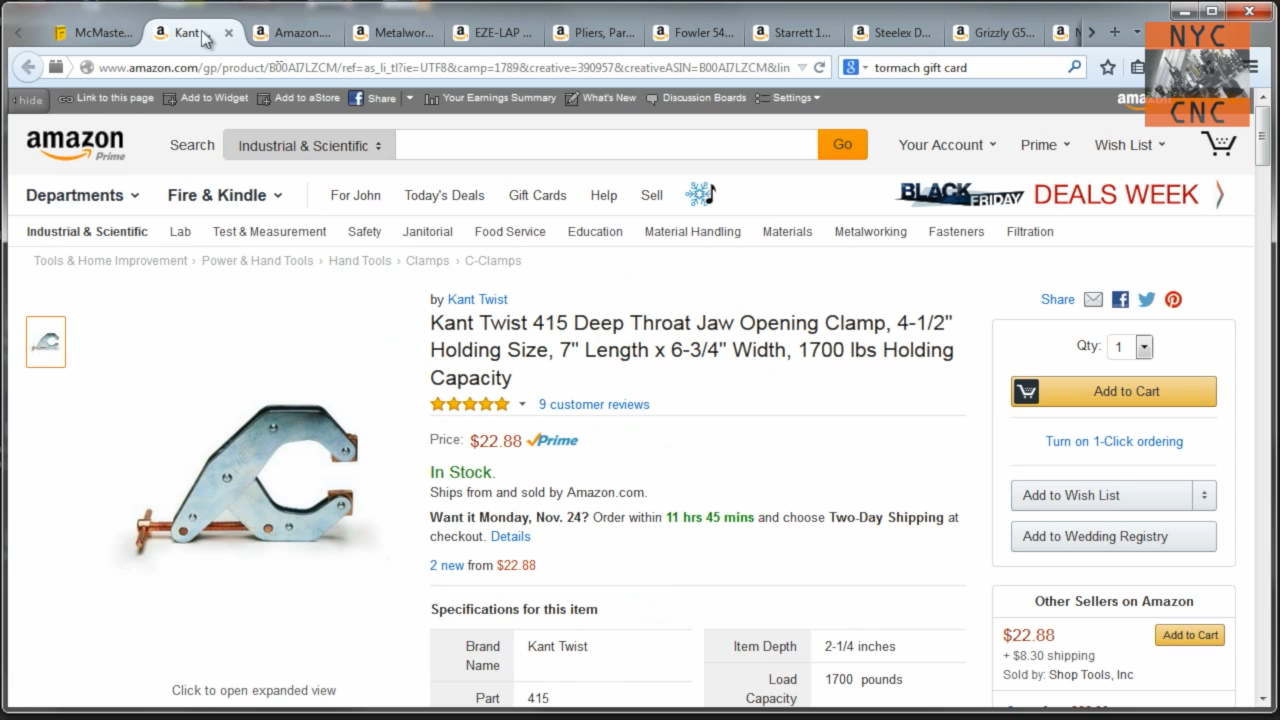 McMaste...
Kant
Amazon....
Metalwor...
EZE-LAP ...
Pliers, Par...
Fowler 54...
Starrett 1...
Steelex D...
Grizzly G5...
NYC
CNC
www.amazon.com/gp/product/B00AI7LZCM/ref=as_li_tl?ie=UTF8&camp=1789&creative=390957&creativeASIN=B00AI7LZCM&lin
tormach gift card
hide
Link to this page
Add to Widget
Add to aStore
Share
Your Earnings Summary
What's New
Discussion Boards
Settings
amazon
Prime
Search
Industrial & Scientific
Go
Your Account
Prime
Wish List
Departments
Fire & Kindle
For John
Today's Deals
Gift Cards
Help
Sell
BLACK FRIDAY DEALS WEEK
Industrial & Scientific
Lab
Test & Measurement
Safety
Janitorial
Food Service
Education
Material Handling
Materials
Metalworking
Fasteners
Filtration
Tools & Home Improvement › Power & Hand Tools › Hand Tools › Clamps › C-Clamps
by Kant Twist
Kant Twist 415 Deep Throat Jaw Opening Clamp, 4-1/2"
Holding Size, 7" Length x 6-3/4" Width, 1700 lbs Holding
Capacity
9 customer reviews
Price: $22.88 Prime
In Stock.
Ships from and sold by Amazon.com.
Want it Monday, Nov. 24? Order within 11 hrs 45 mins and choose Two-Day Shipping at
checkout. Details
2 new from $22.88
Specifications for this item
Brand Name
Kant Twist
Part
415
Item Depth
2-1/4 inches
Load Capacity
1700 pounds
Click to open expanded view
Share
Qty: 1
Add to Cart
Turn on 1-Click ordering
Add to Wish List
Add to Wedding Registry
Other Sellers on Amazon
$22.88
Add to Cart
+ $8.30 shipping
Sold by: Shop Tools, Inc